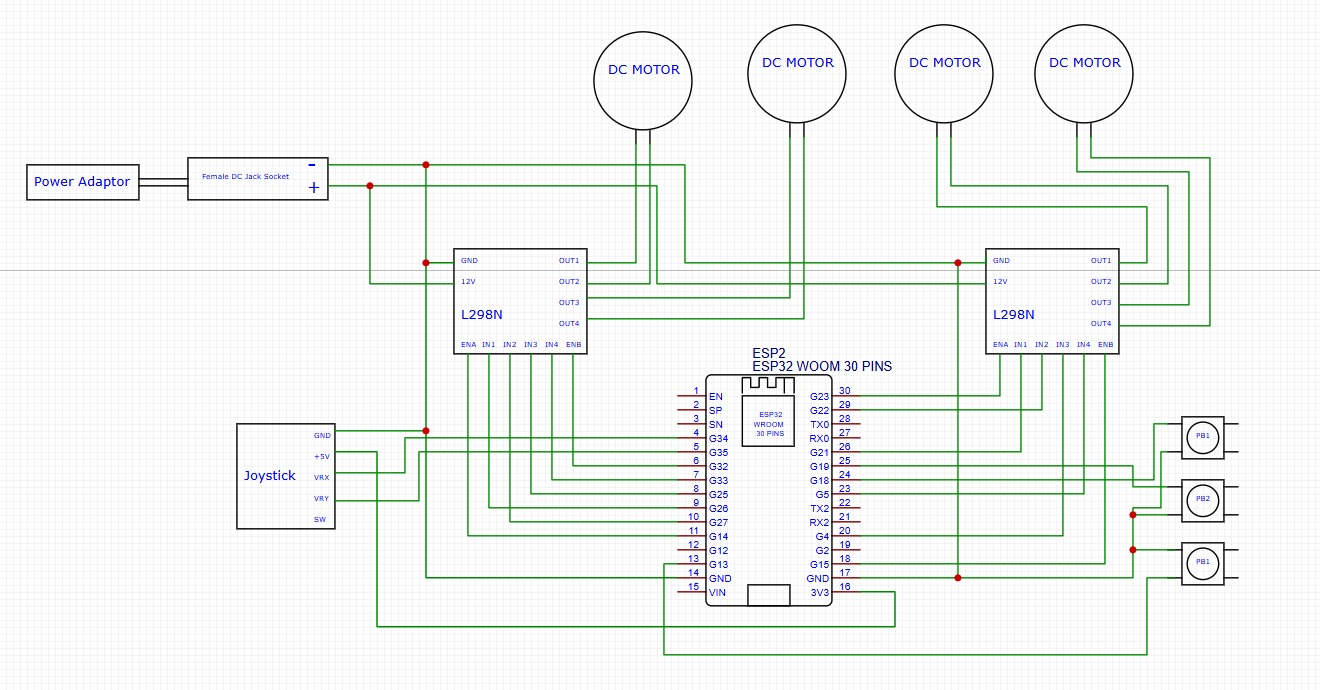 DC MOTOR
DC MOTOR
DC MOTOR
DC MOTOR
Power Adaptor
Female DC Jack Socket
-
+
GND
12V
L298N
OUT1
OUT2
OUT3
OUT4
ENA IN1 IN2 IN3 IN4 ENB
GND
12V
L298N
OUT1
OUT2
OUT3
OUT4
ENA IN1 IN2 IN3 IN4 ENB
ESP2
ESP32 WOOM 30 PINS
ESP32
WROOM
30 PINS
1 EN
2 SP
3 SN
4 G34
5 G35
6 G32
7 G33
8 G25
9 G26
10 G27
11 G14
12 G12
13 G13
14 GND
15 VIN
G23 30
G22 29
TX0 28
RX0 27
G21 26
G19 25
G18 24
G5 23
TX2 22
RX2 21
G4 20
G2 19
G15 18
GND 17
3V3 16
Joystick
GND
+5V
VRX
VRY
SW
PB1
PB2
PB1